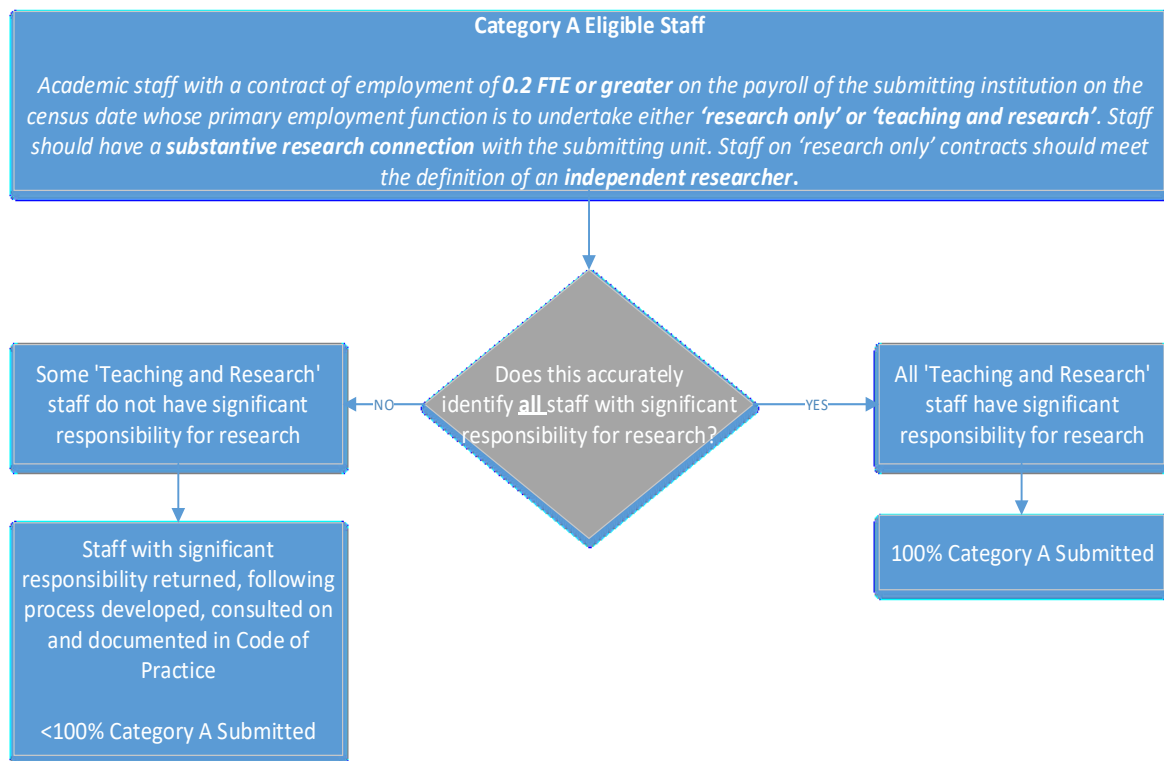 Category A Eligible Staff
Academic staff with a contract of employment of 0.2 FTE or greater on the payroll of the submitting institution on the
census date whose primary employment function is to undertake either ‘research only’ or ‘teaching and research’. Staff
should have a substantive research connection with the submitting unit. Staff on ‘research only’ contracts should meet
the definition of an independent researcher.
Does this accurately
identify all staff with significant
responsibility for research?
NO
YES
Some 'Teaching and Research'
staff do not have significant
responsibility for research
All 'Teaching and Research'
staff have significant
responsibility for research
Staff with significant
responsibility returned, following
process developed, consulted on
and documented in Code of
Practice
<100% Category A Submitted
100% Category A Submitted